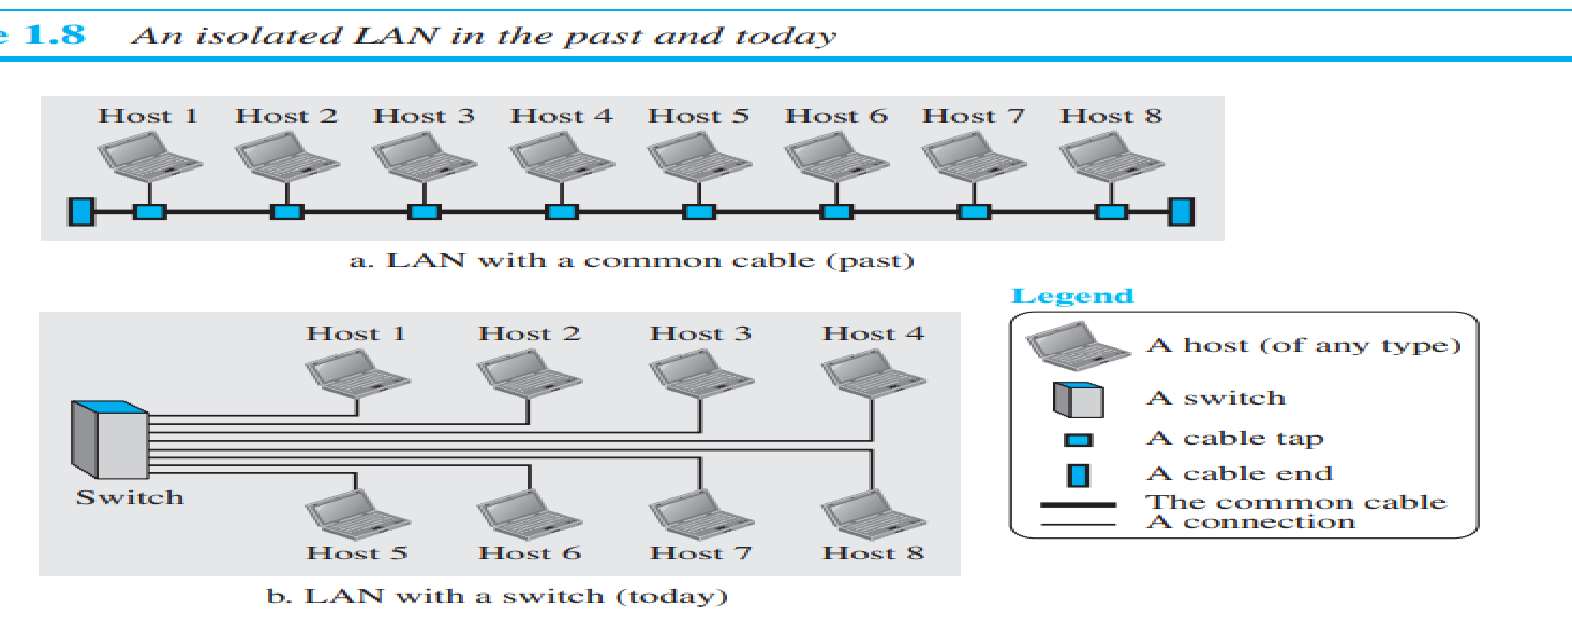 e 1.8 An isolated LAN in the past and today
Host 1 Host 2 Host 3 Host 4 Host 5 Host 6 Host 7 Host 8
a. LAN with a common cable (past)
Host 1 Host 2 Host 3 Host 4
Switch
Host 5 Host 6 Host 7 Host 8
b. LAN with a switch (today)
Legend
A host (of any type)
A switch
A cable tap
A cable end
The common cable
A connection